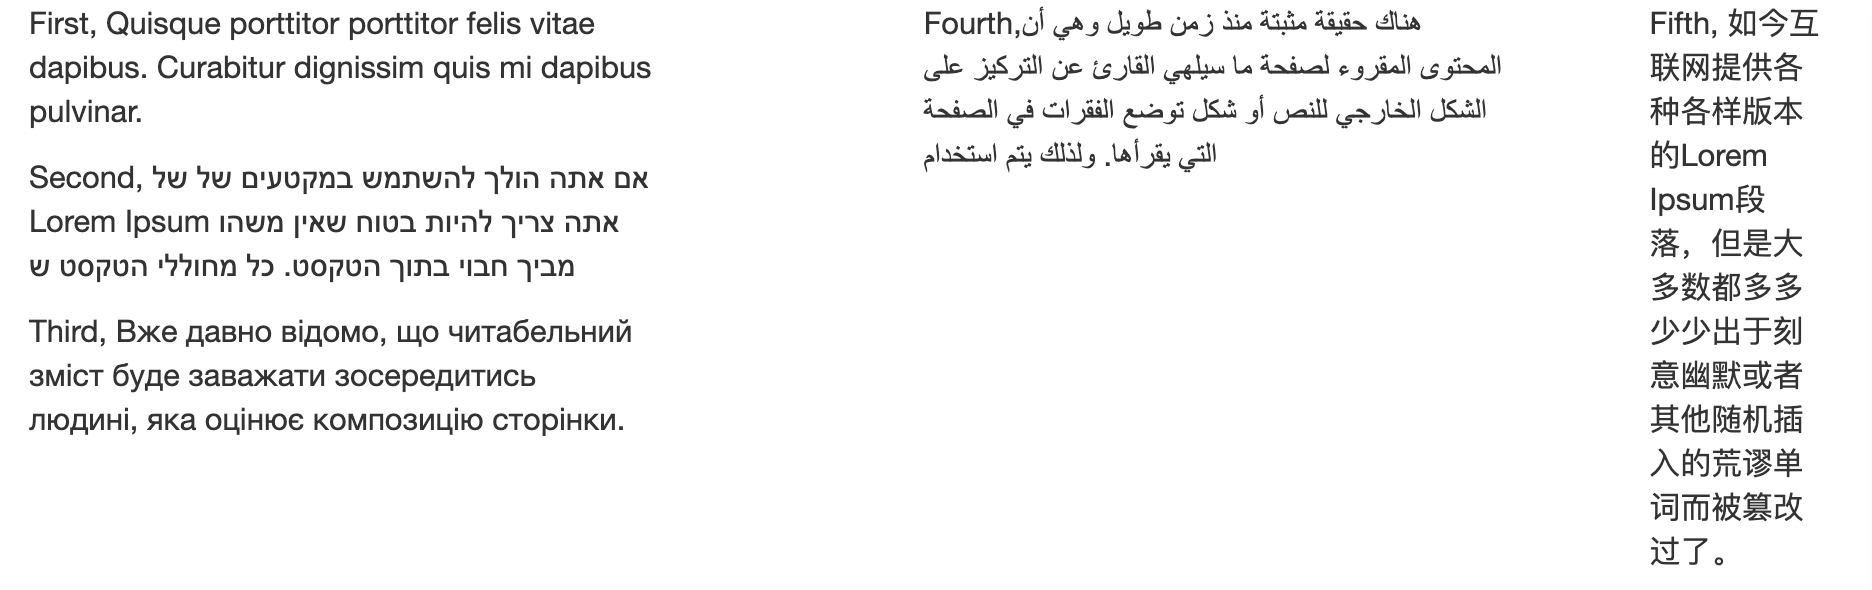 First, Quisque porttitor porttitor felis vitae
dapibus. Curabitur dignissim quis mi dapibus
pulvinar.
Second, אם אתה הולך להשתמש במקטעים של של
Lorem Ipsum אתה צריך להיות בטוח שאין משהו
מביך חבוי בתוך הטקסט. כל מחוללי הטקסט ש
Third, Вже давно відомо, що читабельний
зміст буде заважати зосередитись
людині, яка оцінює композицію сторінки.
Fourth,هناك حقيقة مثبتة منذ زمن طويل وهي أن
المحتوى المقروء لصفحة ما سيلهي القارئ عن التركيز على
الشكل الخارجي للنص أو شكل توضع الفقرات في الصفحة
التي يقرأها. ولذلك يتم استخدام
Fifth, 如今互
联网提供各
种各样版本
的Lorem
Ipsum段
落，但是大
多数都多多
少少出于刻
意幽默或者
其他随机插
入的荒谬单
词而被篡改
过了。